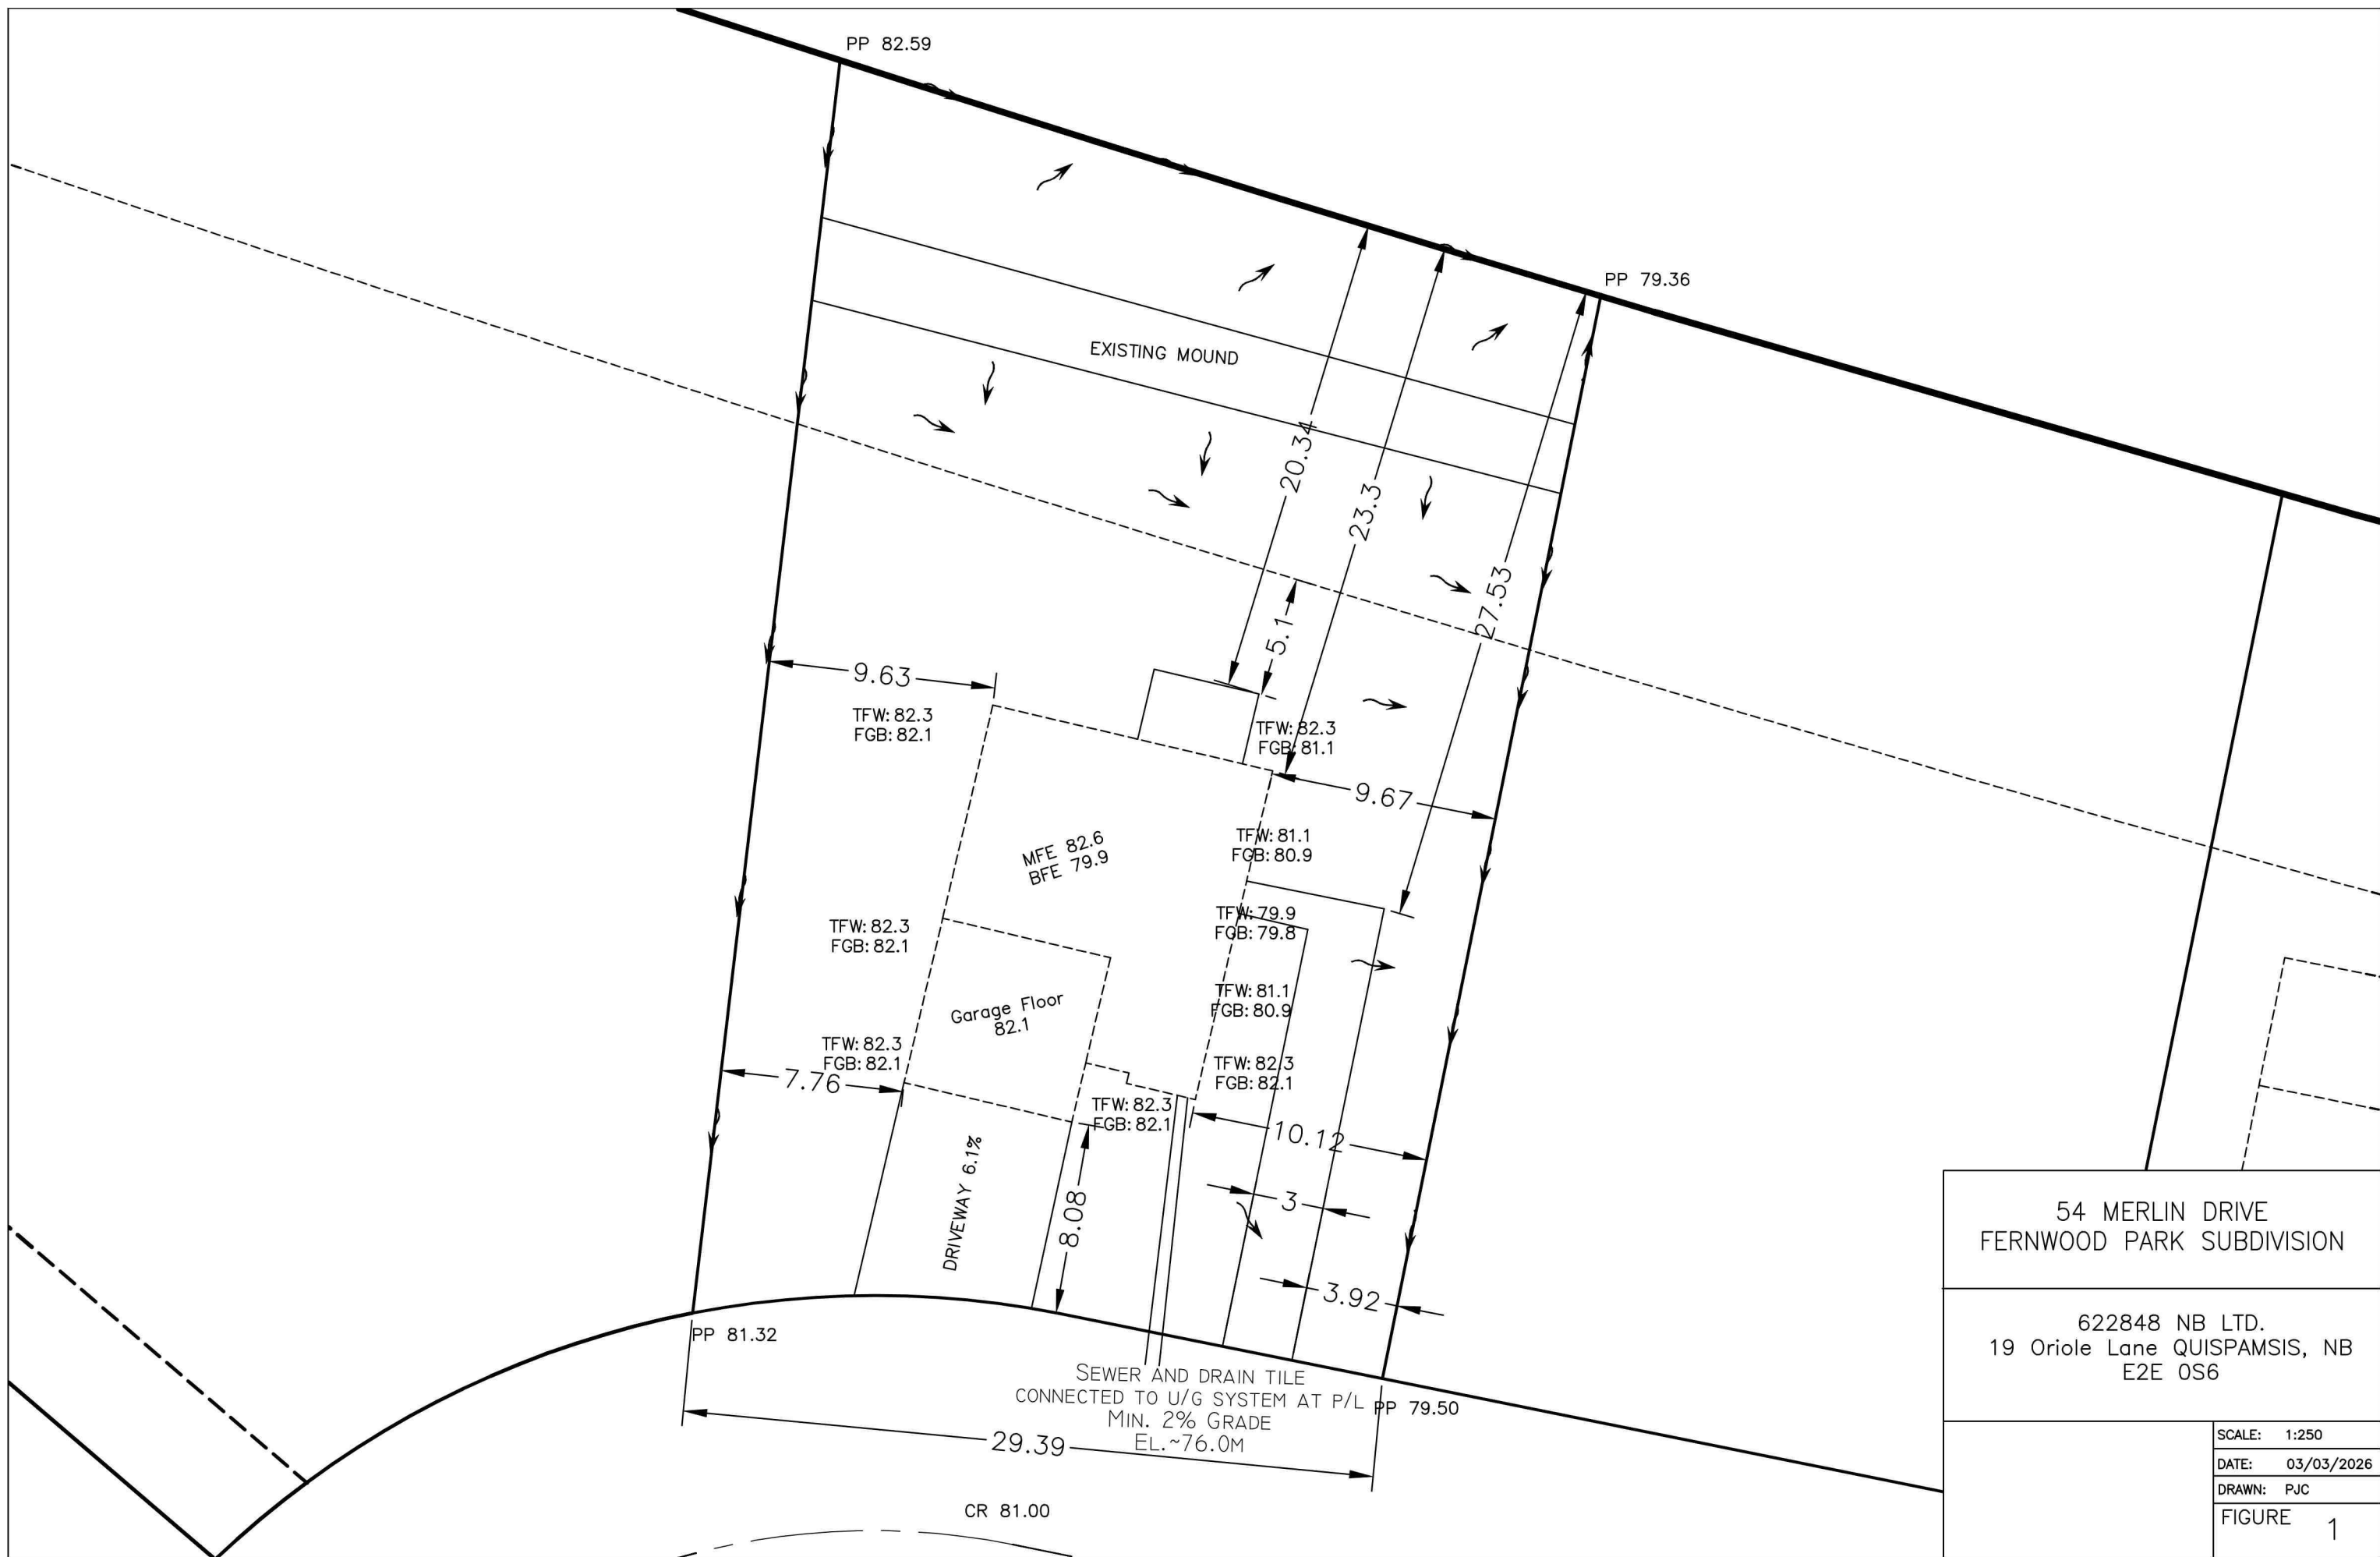 PP 82.59
PP 79.36
EXISTING MOUND
20.34
23.3
27.53
5.1
9.63
TFW: 82.3
FGB: 82.1
TFW: 82.3
FGB: 81.1
9.67
MFE 82.6
BFE 79.9
TFW: 81.1
FGB: 80.9
TFW: 82.3
FGB: 82.1
TFW: 79.9
FGB: 79.8
Garage Floor
82.1
TFW: 81.1
FGB: 80.9
TFW: 82.3
FGB: 82.1
7.76
TFW: 82.3
FGB: 82.1
TFW: 82.3
FGB: 82.1
10.12
DRIVEWAY 6.1%
8.08
3
3.92
PP 81.32
SEWER AND DRAIN TILE
CONNECTED TO U/G SYSTEM AT P/L
MIN. 2% GRADE
EL.~76.0M
PP 79.50
29.39
CR 81.00
54 MERLIN DRIVE
FERNWOOD PARK SUBDIVISION
622848 NB LTD.
19 Oriole Lane QUISPAMSIS, NB
E2E 0S6
SCALE: 1:250
DATE: 03/03/2026
DRAWN: PJC
FIGURE 1